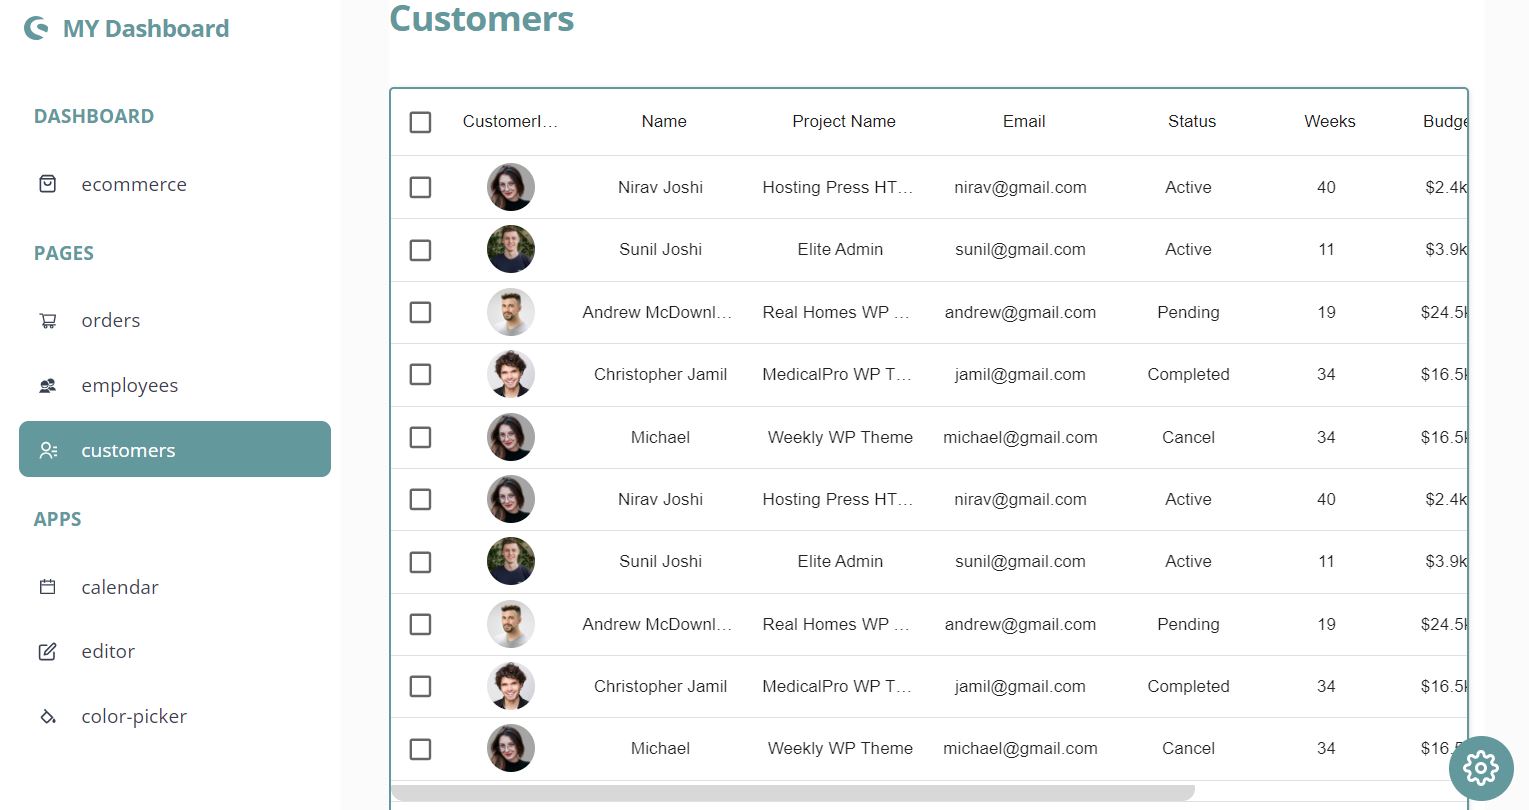 MY Dashboard
DASHBOARD
ecommerce
PAGES
orders
employees
customers
APPS
calendar
editor
color-picker
Customers
CustomerI... Name Project Name Email Status Weeks Budge
Nirav Joshi Hosting Press HT... nirav@gmail.com Active 40 $2.4k
Sunil Joshi Elite Admin sunil@gmail.com Active 11 $3.9k
Andrew McDownl... Real Homes WP ... andrew@gmail.com Pending 19 $24.5k
Christopher Jamil MedicalPro WP T... jamil@gmail.com Completed 34 $16.5k
Michael Weekly WP Theme michael@gmail.com Cancel 34 $16.5k
Nirav Joshi Hosting Press HT... nirav@gmail.com Active 40 $2.4k
Sunil Joshi Elite Admin sunil@gmail.com Active 11 $3.9k
Andrew McDownl... Real Homes WP ... andrew@gmail.com Pending 19 $24.5k
Christopher Jamil MedicalPro WP T... jamil@gmail.com Completed 34 $16.5k
Michael Weekly WP Theme michael@gmail.com Cancel 34 $16.5